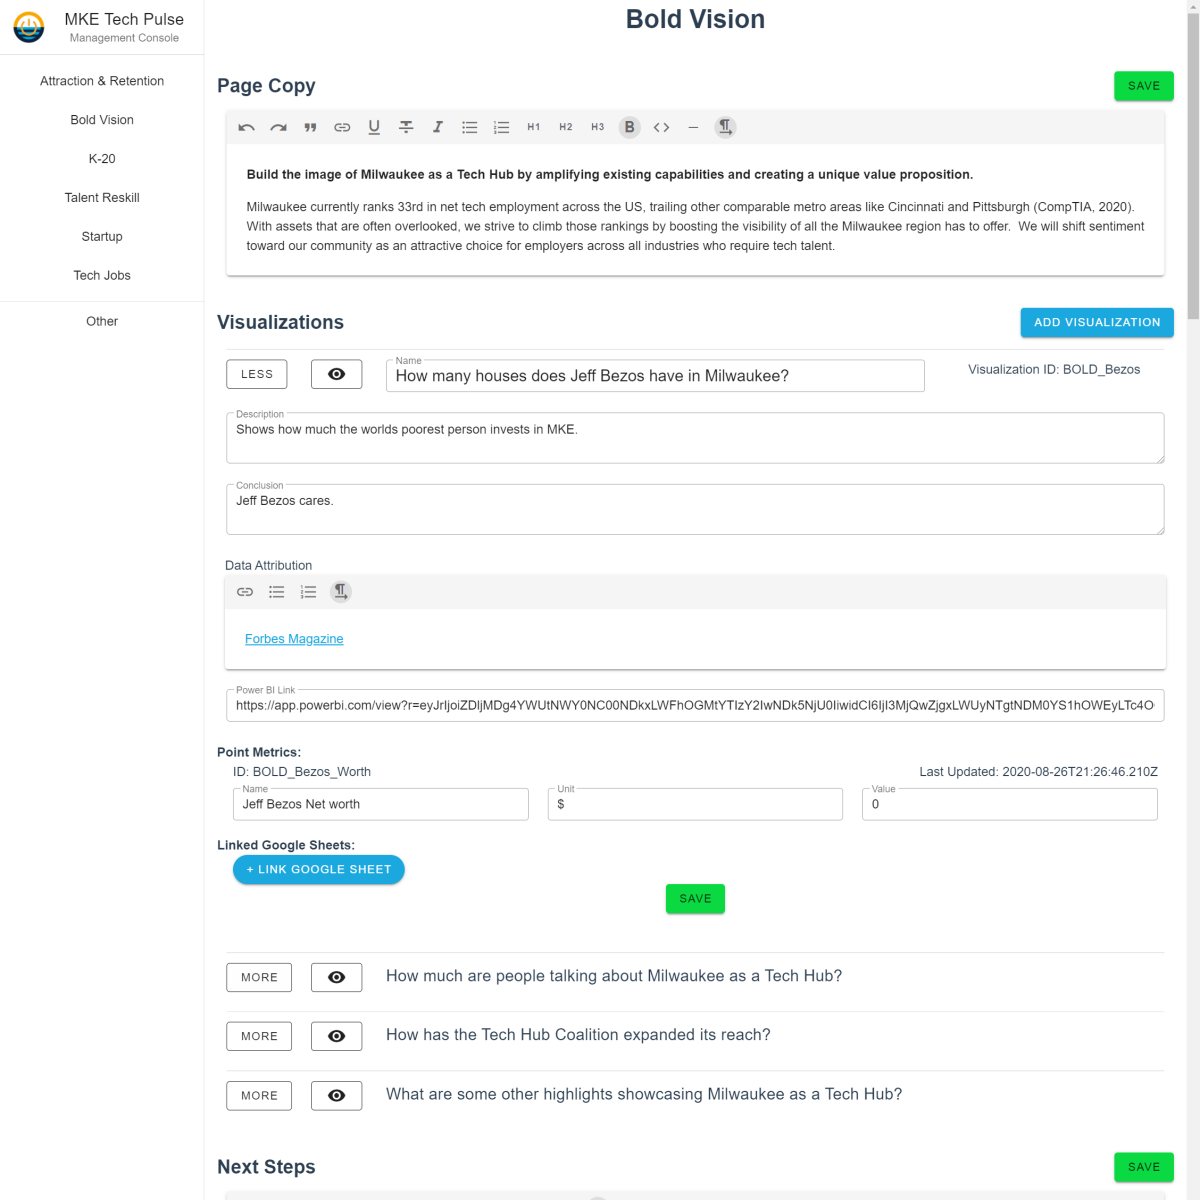 MKE Tech Pulse
Management Console
Attraction & Retention
Bold Vision
K-20
Talent Reskill
Startup
Tech Jobs
Other
Bold Vision
Page Copy
SAVE
H1 H2 H3 B
Build the image of Milwaukee as a Tech Hub by amplifying existing capabilities and creating a unique value proposition.
Milwaukee currently ranks 33rd in net tech employment across the US, trailing other comparable metro areas like Cincinnati and Pittsburgh (CompTIA, 2020).
With assets that are often overlooked, we strive to climb those rankings by boosting the visibility of all the Milwaukee region has to offer.  We will shift sentiment
toward our community as an attractive choice for employers across all industries who require tech talent.
Visualizations
ADD VISUALIZATION
LESS
Name
How many houses does Jeff Bezos have in Milwaukee?
Visualization ID: BOLD_Bezos
Description
Shows how much the worlds poorest person invests in MKE.
Conclusion
Jeff Bezos cares.
Data Attribution
Forbes Magazine
Power BI Link
https://app.powerbi.com/view?r=eyJrIjoiZDljMDg4YWUtNWY0NC00NDkxLWFhOGMtYTIzY2IwNDk5NjU0IiwidCI6IjI3MjQwZjgxLWUyNTgtNDM0YS1hOWEyLTc4O
Point Metrics:
ID: BOLD_Bezos_Worth
Last Updated: 2020-08-26T21:26:46.210Z
Name
Jeff Bezos Net worth
Unit
$
Value
0
Linked Google Sheets:
+ LINK GOOGLE SHEET
SAVE
MORE
How much are people talking about Milwaukee as a Tech Hub?
MORE
How has the Tech Hub Coalition expanded its reach?
MORE
What are some other highlights showcasing Milwaukee as a Tech Hub?
Next Steps
SAVE